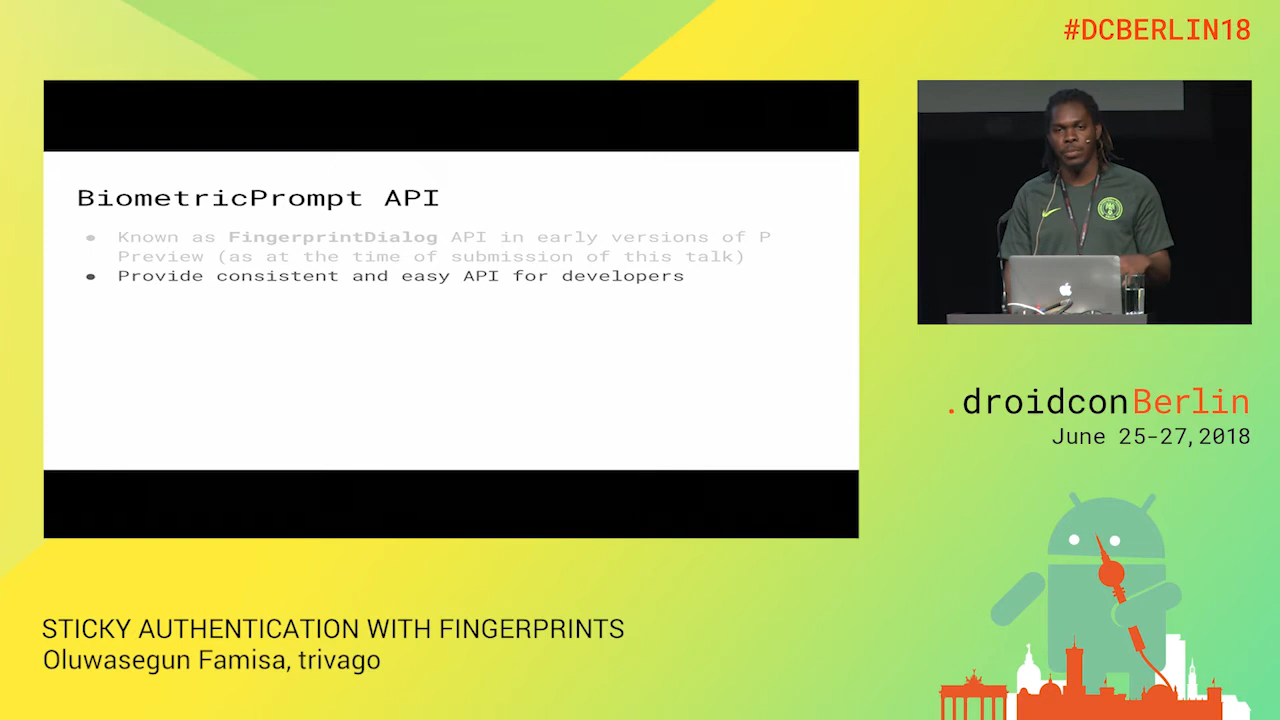 #DCBERLIN18
BiometricPrompt API
● Known as FingerprintDialog API in early versions of P
Preview (as at the time of submission of this talk)
● Provide consistent and easy API for developers
.droidconBerlin
June 25-27, 2018
STICKY AUTHENTICATION WITH FINGERPRINTS
Oluwasegun Famisa, trivago